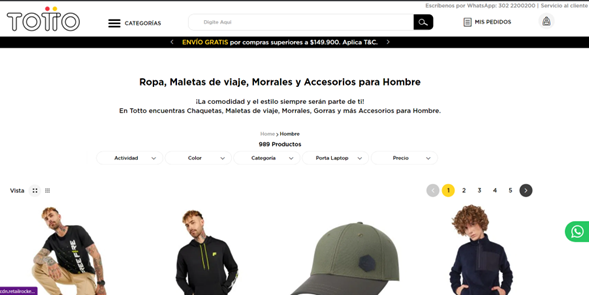 Escríbenos por WhatsApp: 302 2200200 | Servicio al cliente
TOTTO
CATEGORÍAS
Digite Aquí
MIS PEDIDOS
ENVÍO GRATIS por compras superiores a $149.900. Aplica T&C.
Ropa, Maletas de viaje, Morrales y Accesorios para Hombre
¡La comodidad y el estilo siempre serán parte de ti!
En Totto encuentras Chaquetas, Maletas de viaje, Morrales, Gorras y más Accesorios para Hombre.
Home > Hombre
989 Productos
Actividad
Color
Categoría
Porta Laptop
Precio
Vista
1 2 3 4 5